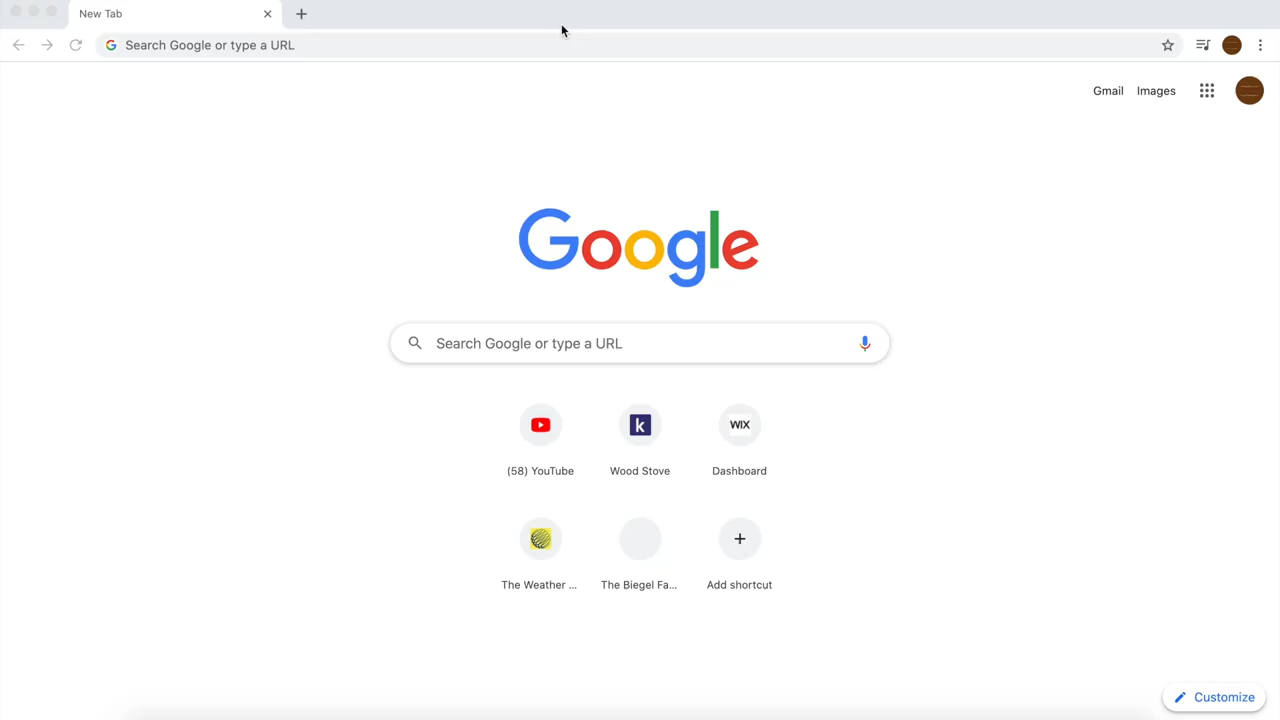 New Tab
Search Google or type a URL
Gmail Images
Google
Search Google or type a URL
k WIX
(58) YouTube Wood Stove Dashboard
The Weather ... The Biegel Fa... Add shortcut
Customize